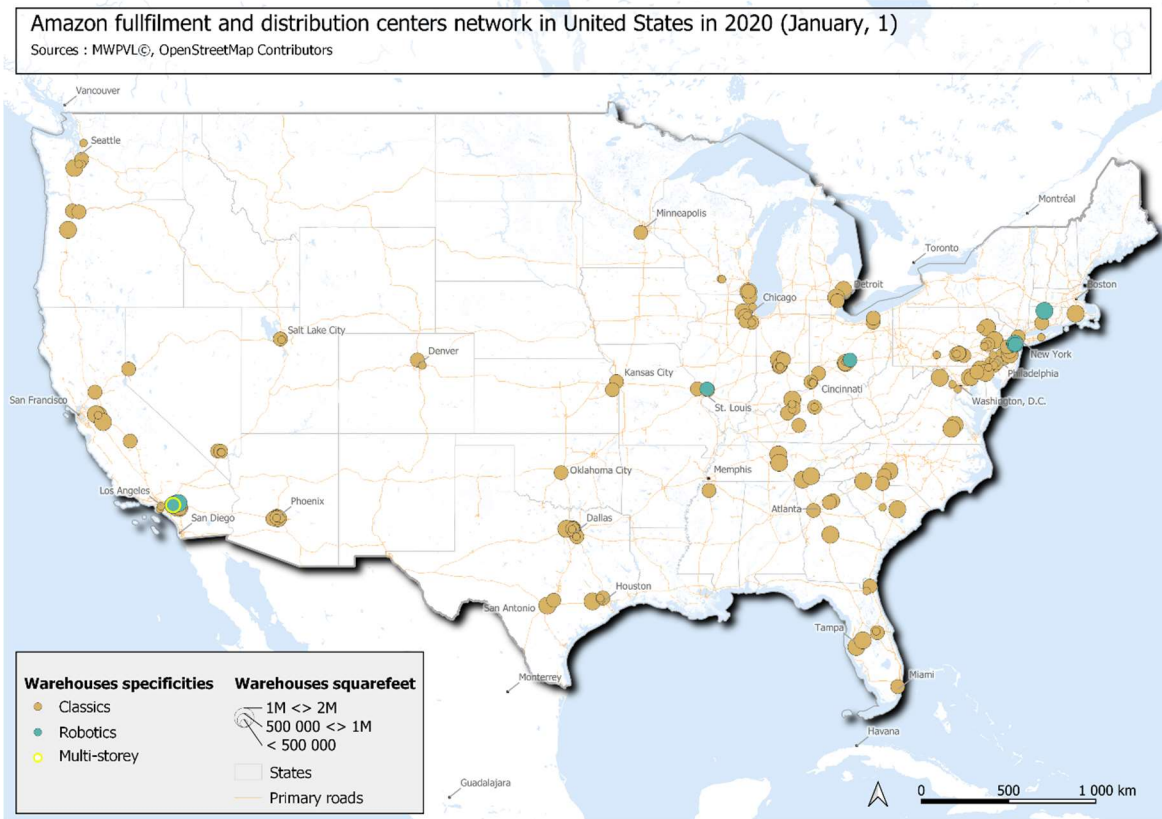 Amazon fullfilment and distribution centers network in United States in 2020 (January, 1)
Sources : MWPVL©, OpenStreetMap Contributors
Vancouver
Seattle
Minneapolis
Montréal
Toronto
Boston
Detroit
Chicago
Salt Lake City
Denver
New York
Kansas City
Philadelphia
Cincinnati
San Francisco
Washington, D.C.
St. Louis
Oklahoma City
Memphis
Los Angeles
Phoenix
Atlanta
San Diego
Dallas
Houston
San Antonio
Tampa
Miami
Monterrey
Havana
Guadalajara
Warehouses specificities
Classics
Robotics
Multi-storey
Warehouses squarefeet
1M <> 2M
500 000 <> 1M
< 500 000
States
Primary roads
0 500 1 000 km